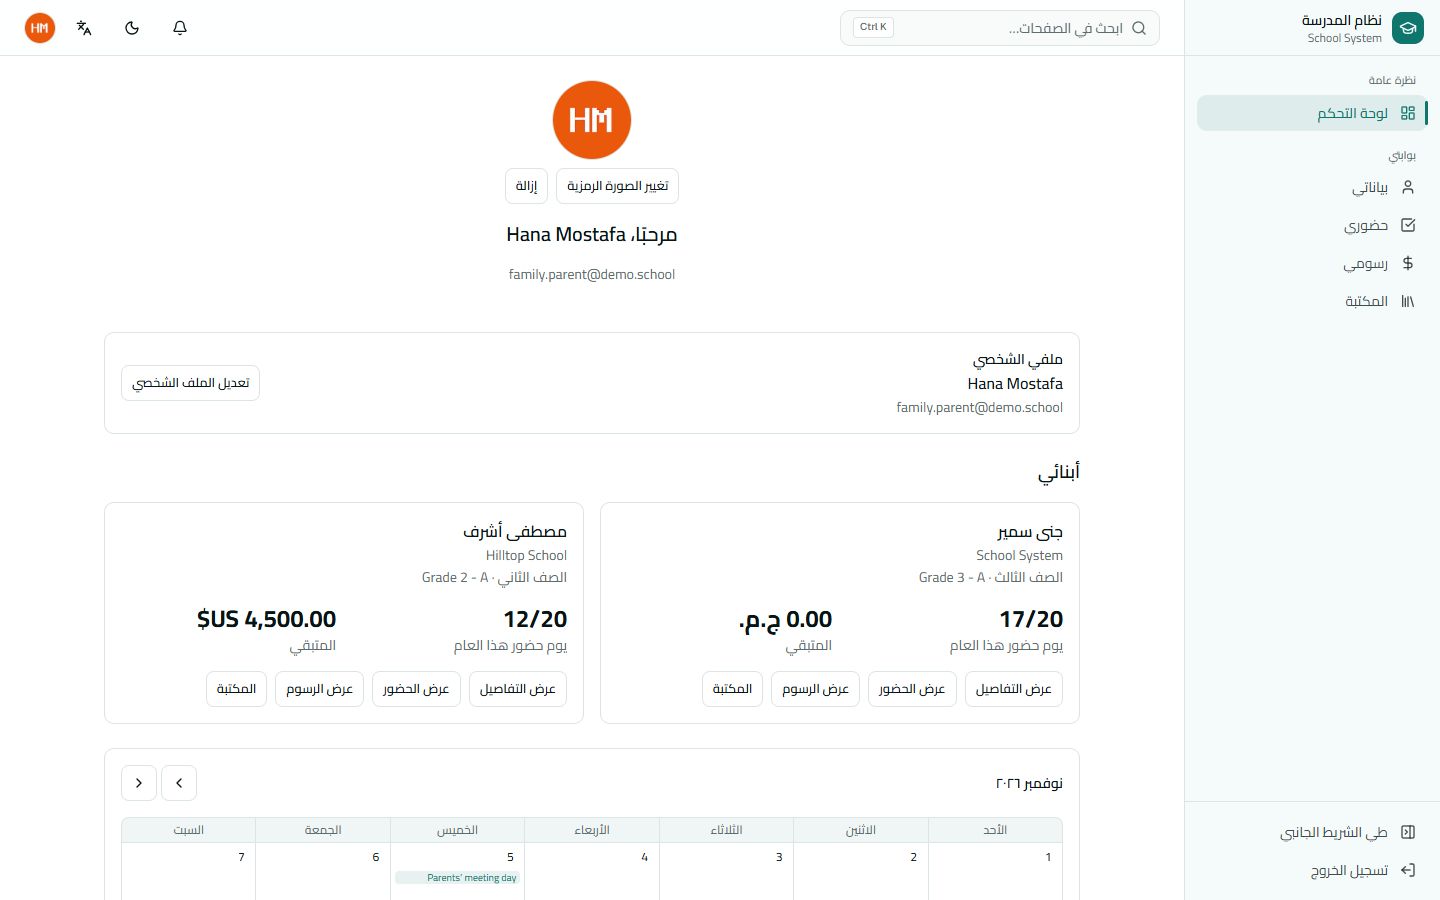 نظام المدرسة
School System
نظرة عامة
لوحة التحكم
بوابتي
بياناتي
حضوري
رسومي
المكتبة
طي الشريط الجانبي
تسجيل الخروج
ابحث في الصفحات...
Ctrl K
HM
HM
تغيير الصورة الرمزية
إزالة
مرحبًا، Hana Mostafa
family.parent@demo.school
ملفي الشخصي
Hana Mostafa
family.parent@demo.school
تعديل الملف الشخصي
أبنائي
جنى سمير
School System
الصف الثالث · Grade 3 - A
17/20
يوم حضور هذا العام
0.00 ج.م.
المتبقي
عرض التفاصيل
عرض الحضور
عرض الرسوم
المكتبة
مصطفى أشرف
Hilltop School
الصف الثاني · Grade 2 - A
12/20
يوم حضور هذا العام
4,500.00 US$
المتبقي
عرض التفاصيل
عرض الحضور
عرض الرسوم
المكتبة
نوفمبر ٢٠٢٦
الأحد
الاثنين
الثلاثاء
الأربعاء
الخميس
الجمعة
السبت
1
2
3
4
5
6
7
Parents' meeting day